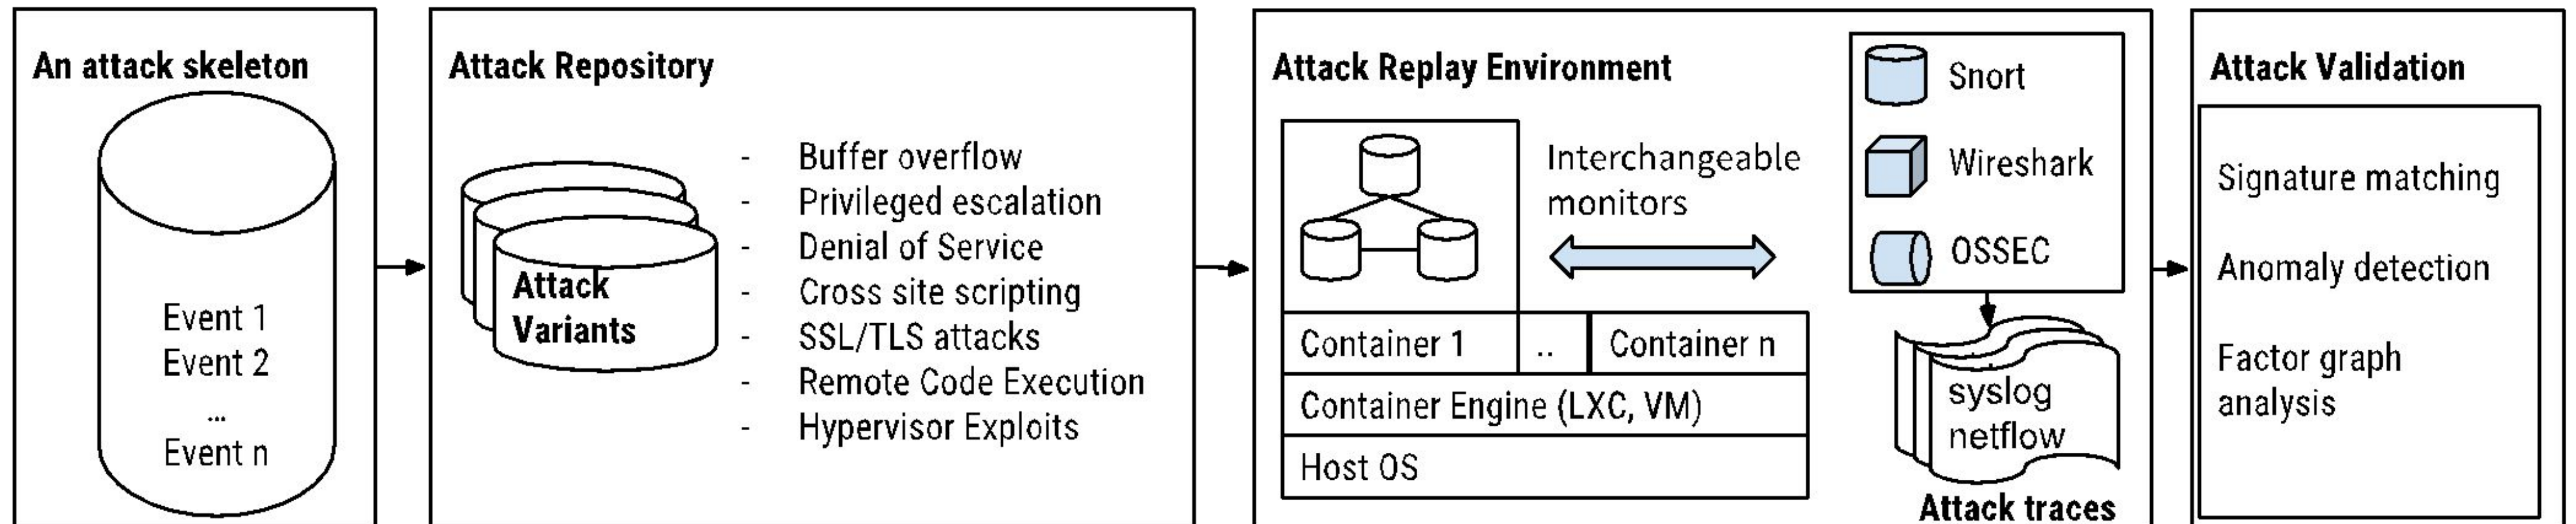 An attack skeleton
Event 1
Event 2
...
Event n
Attack Repository
Attack
Variants
- Buffer overflow
- Privileged escalation
- Denial of Service
- Cross site scripting
- SSL/TLS attacks
- Remote Code Execution
- Hypervisor Exploits
Attack Replay Environment
Interchangeable
monitors
Container 1
..
Container n
Container Engine (LXC, VM)
Host OS
Snort
Wireshark
OSSEC
syslog
netflow
Attack traces
Attack Validation
Signature matching
Anomaly detection
Factor graph
analysis